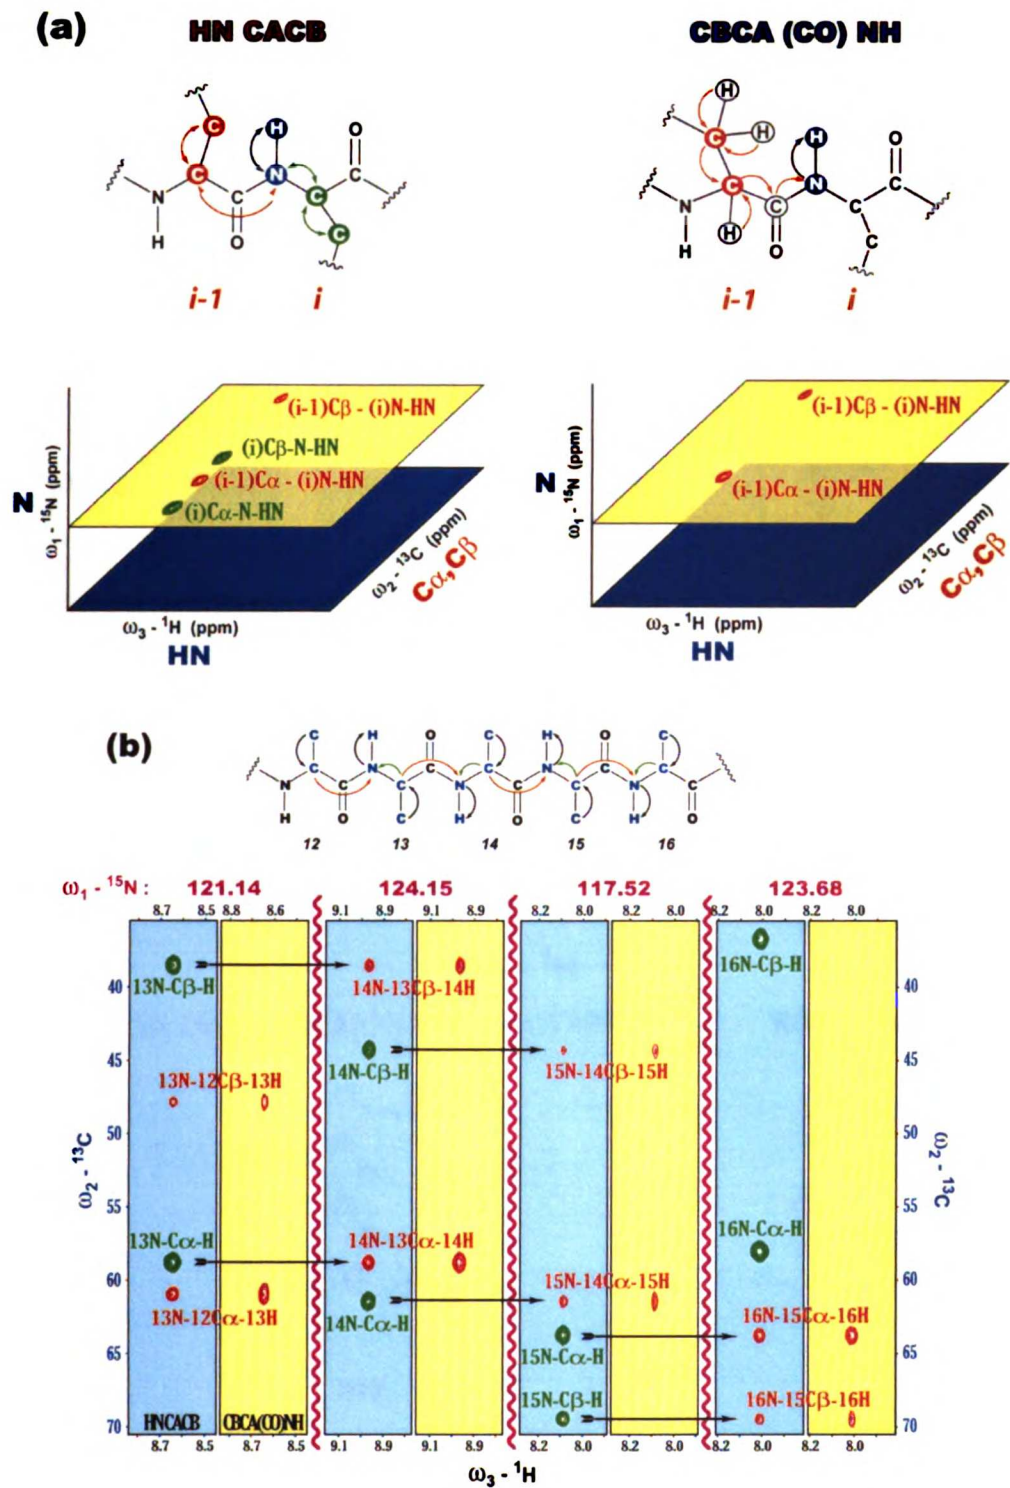 (a)
HN CACB
CBCA (CO) NH
C H O
C N C
N C C
H O C
i-1 i
H
C H H O
C N C
N C C
H H O C
i-1 i
(i-1)Cβ - (i)N-HN
(i)Cβ-N-HN
(i-1)Cα - (i)N-HN
(i)Cα-N-HN
N
ω1 - 15N (ppm)
ω2 - 13C (ppm)
Cα,Cβ
ω3 - 1H (ppm)
HN
(i-1)Cβ - (i)N-HN
(i-1)Cα - (i)N-HN
N
ω1 - 15N (ppm)
ω2 - 13C (ppm)
Cα,Cβ
ω3 - 1H (ppm)
HN
(b)
C H O C H O C
C N C C N C
N C C N C C N C
H O C H O C H O
12 13 14 15 16
ω1 - 15N : 121.14 124.15 117.52 123.68
8.7 8.5 8.8 8.6 9.1 8.9 9.1 8.9 8.2 8.0 8.2 8.0 8.2 8.0 8.0
13N-Cβ-H
14N-13Cβ-14H
16N-Cβ-H
40 40
45 45
14N-Cβ-H
15N-14Cβ-15H
13N-12Cβ-13H
50 50
ω2 - 13C
ω2 - 13C
55 55
13N-Cα-H
14N-13Cα-14H
16N-Cα-H
60 60
15N-14Cα-15H
13N-12Cα-13H
14N-Cα-H
16N-15Cα-16H
65 65
15N-Cα-H
15N-Cβ-H
16N-15Cβ-16H
70 HNCACB CBCA(CO)NH 70
8.7 8.5 8.7 8.5 9.1 8.9 9.1 8.9 8.2 8.0 8.2 8.0 8.2 8.0 8.2 8.0
ω3 - 1H